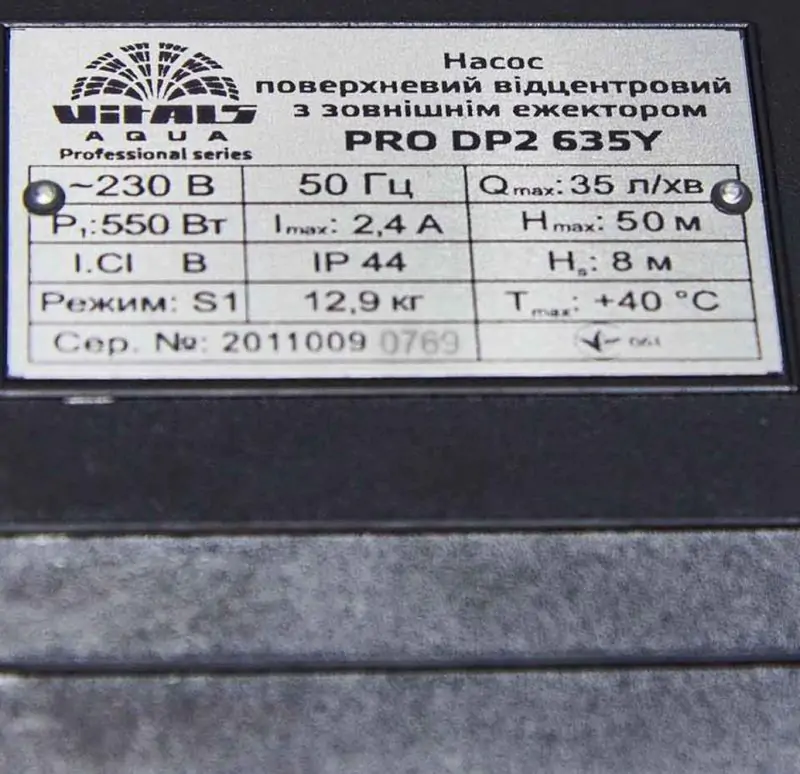 VITALS
AQUA
Professional series
Насос
поверхневий відцентровий
з зовнішнім ежектором
PRO DP2 635Y
~230 В 50 Гц Qmax: 35 л/хв
P₁:550 Вт Imax: 2,4 А Hmax: 50 м
I.Cl B IP 44 Hs: 8 м
Режим: S1 12,9 кг Tmax: +40 °C
Сер. №: 2011009 0769